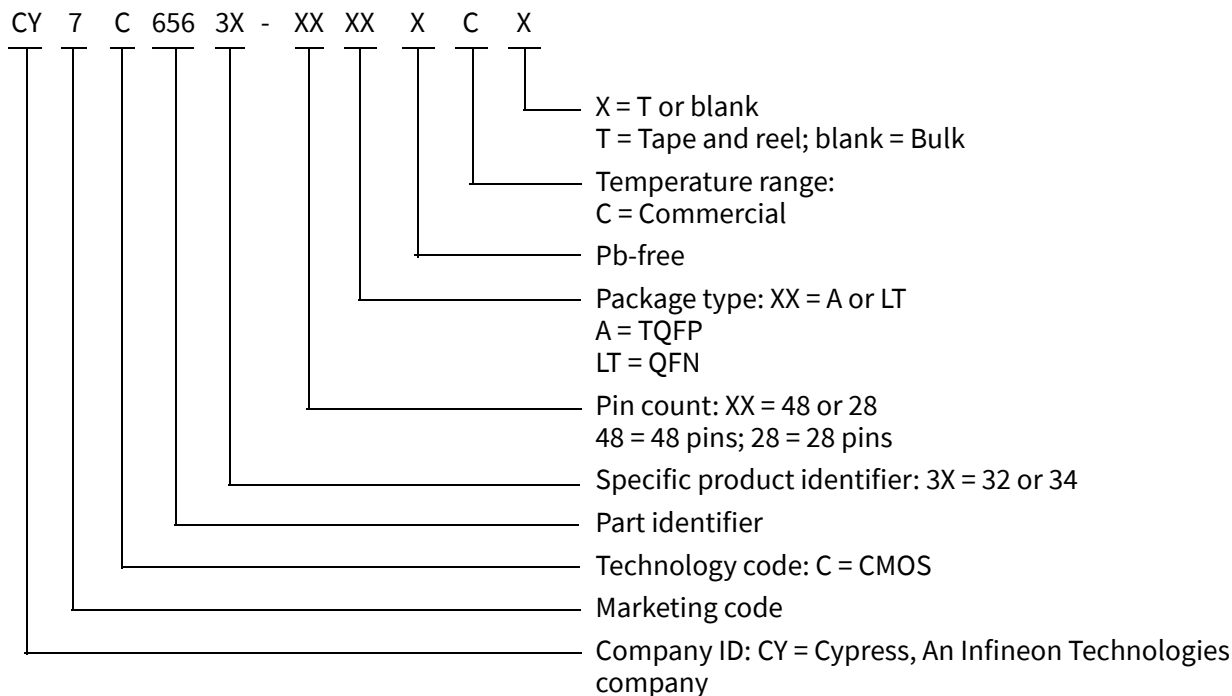 CY 7 C 656 3X - XX XX X C X
X = T or blank
T = Tape and reel; blank = Bulk
Temperature range:
C = Commercial
Pb-free
Package type: XX = A or LT
A = TQFP
LT = QFN
Pin count: XX = 48 or 28
48 = 48 pins; 28 = 28 pins
Specific product identifier: 3X = 32 or 34
Part identifier
Technology code: C = CMOS
Marketing code
Company ID: CY = Cypress, An Infineon Technologies
company